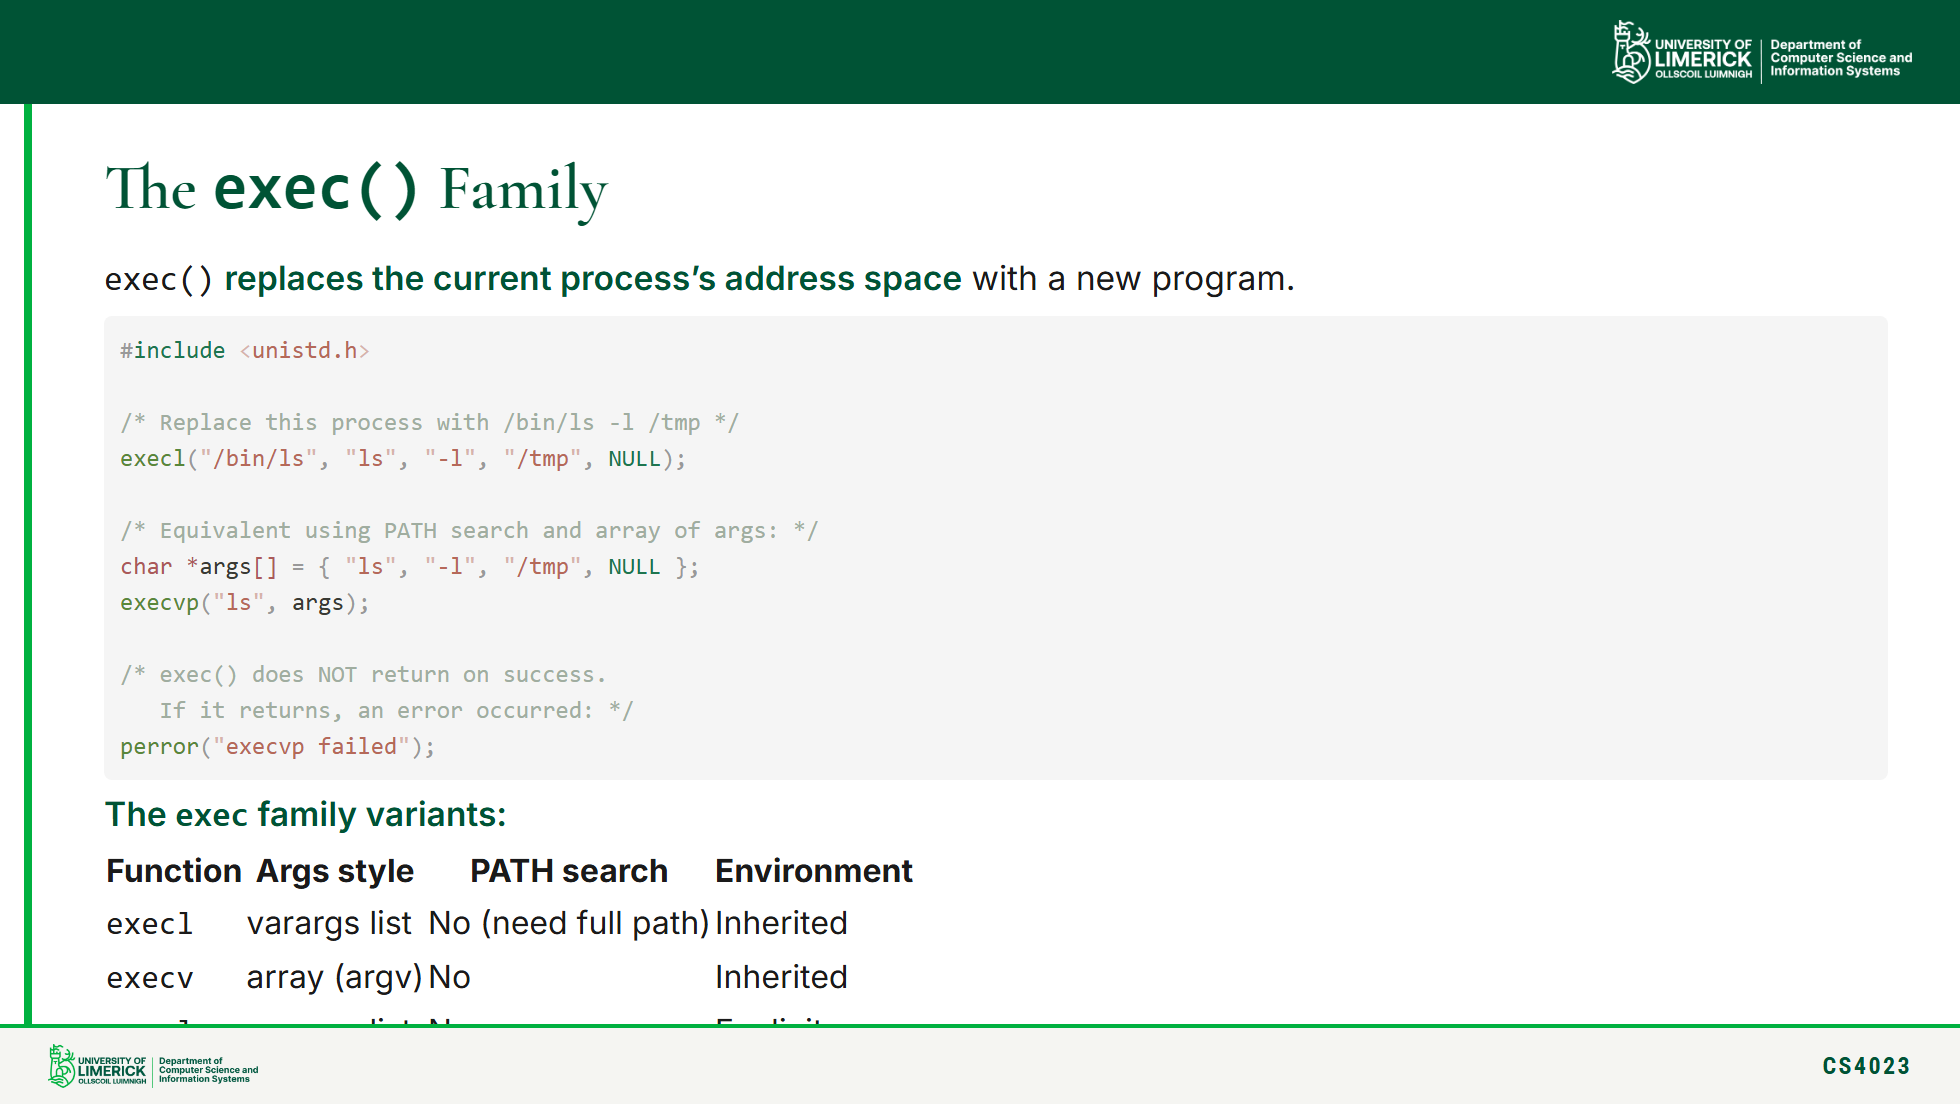 UNIVERSITY OF
LIMERICK
OLLSCOIL LUIMNIGH
Department of
Computer Science and
Information Systems
The exec() Family
exec() replaces the current process’s address space with a new program.
#include <unistd.h>
/* Replace this process with /bin/ls -l /tmp */
execl("/bin/ls", "ls", "-l", "/tmp", NULL);
/* Equivalent using PATH search and array of args: */
char *args[] = { "ls", "-l", "/tmp", NULL };
execvp("ls", args);
/* exec() does NOT return on success.
If it returns, an error occurred: */
perror("execvp failed");
The exec family variants:
Function Args style PATH search Environment
execl varargs list No (need full path) Inherited
execv array (argv) No Inherited
UNIVERSITY OF
LIMERICK
OLLSCOIL LUIMNIGH
Department of
Computer Science and
Information Systems
CS4023